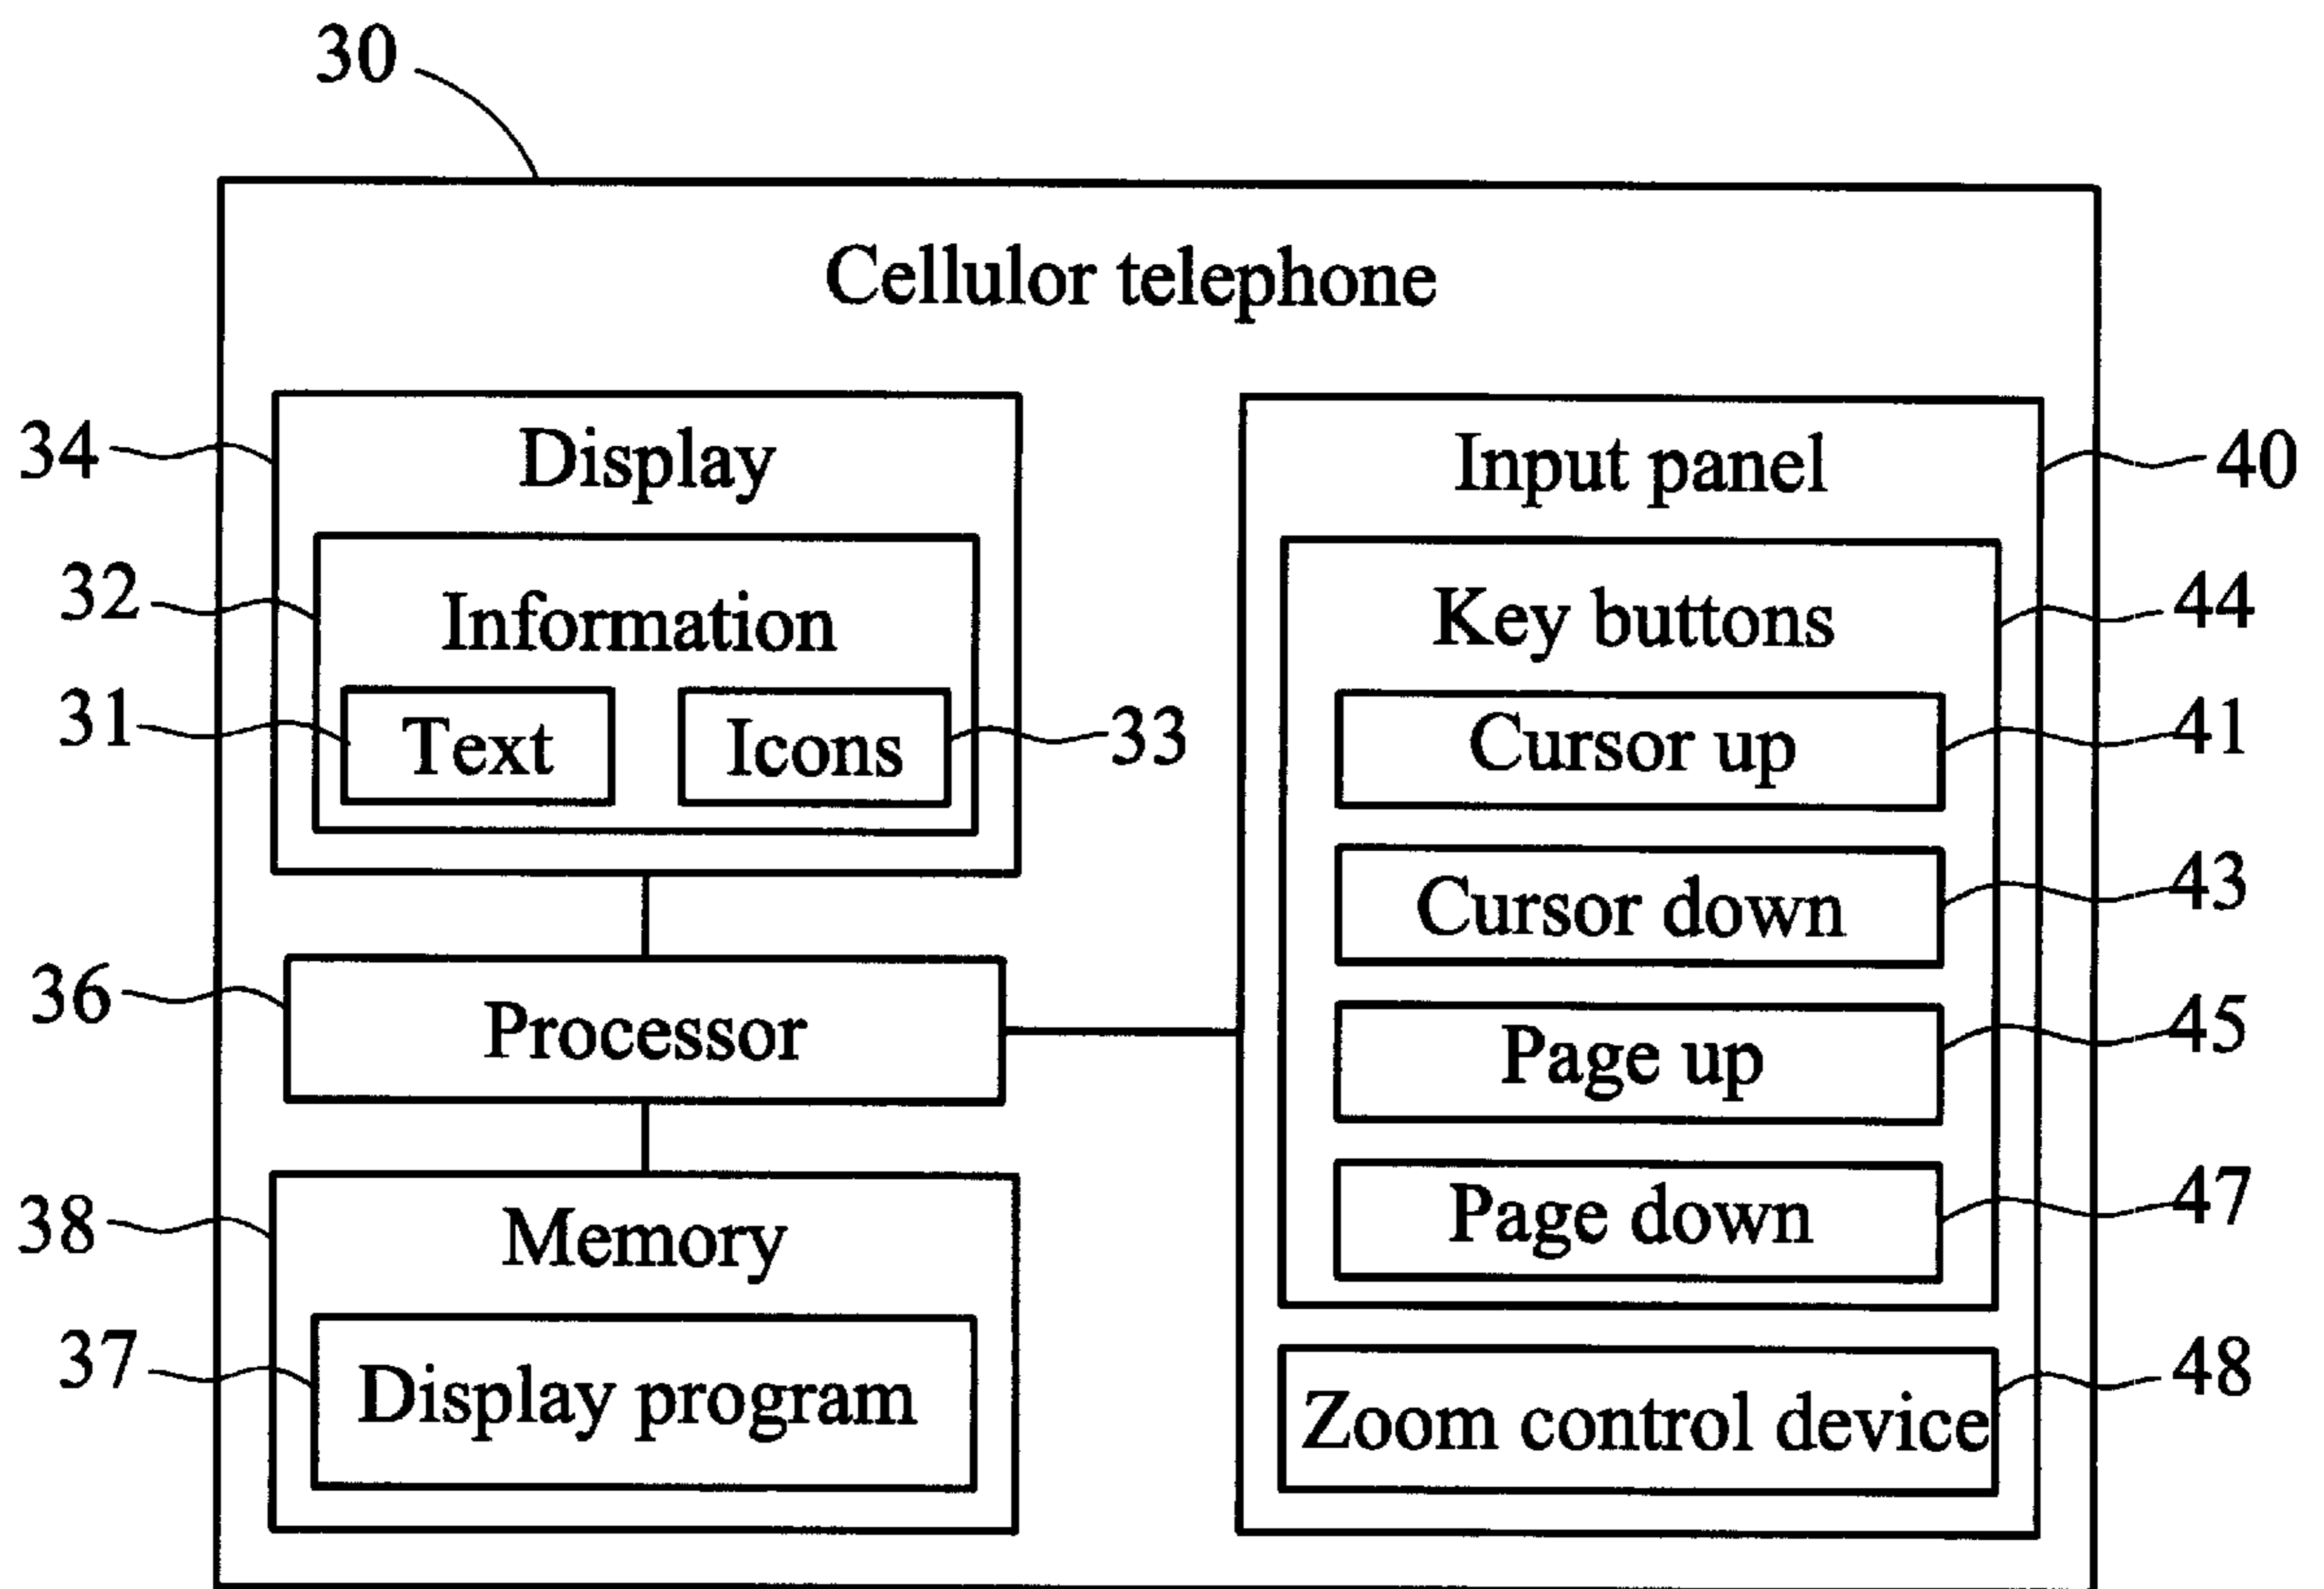 30
Cellulor telephone
34
Display
32
Information
31
Text
Icons
33
36
Processor
38
Memory
37
Display program
Input panel
40
Key buttons
44
Cursor up
41
Cursor down
43
Page up
45
Page down
47
Zoom control device
48